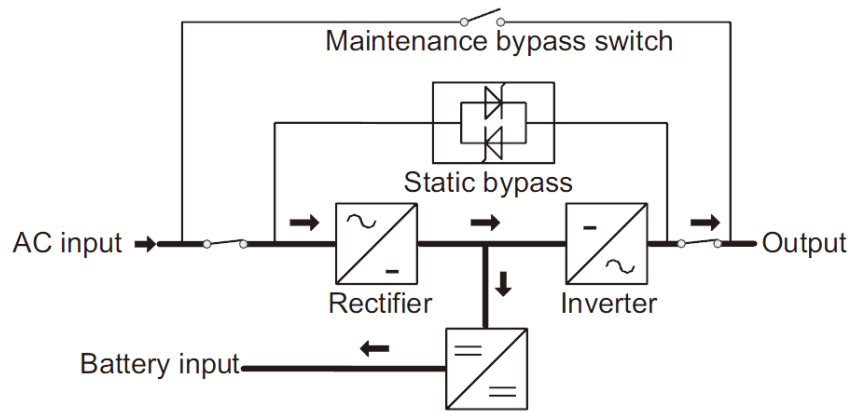 Maintenance bypass switch
Static bypass
AC input
Output
Rectifier
Inverter
Battery input